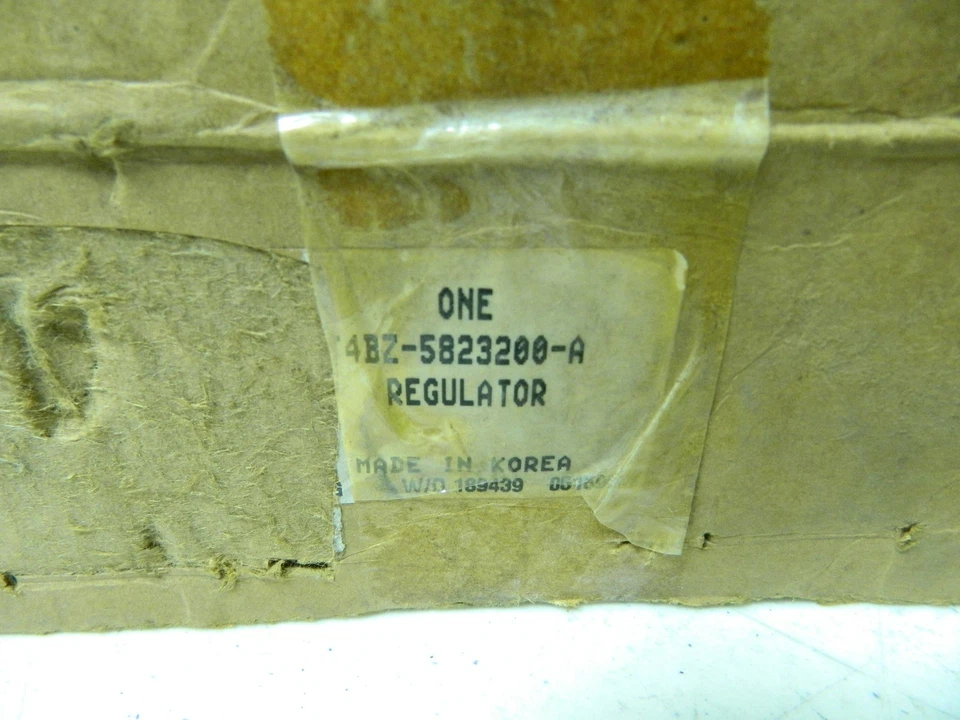 ONE
4BZ-5823200-A
REGULATOR
MADE IN KOREA
W/O 189439